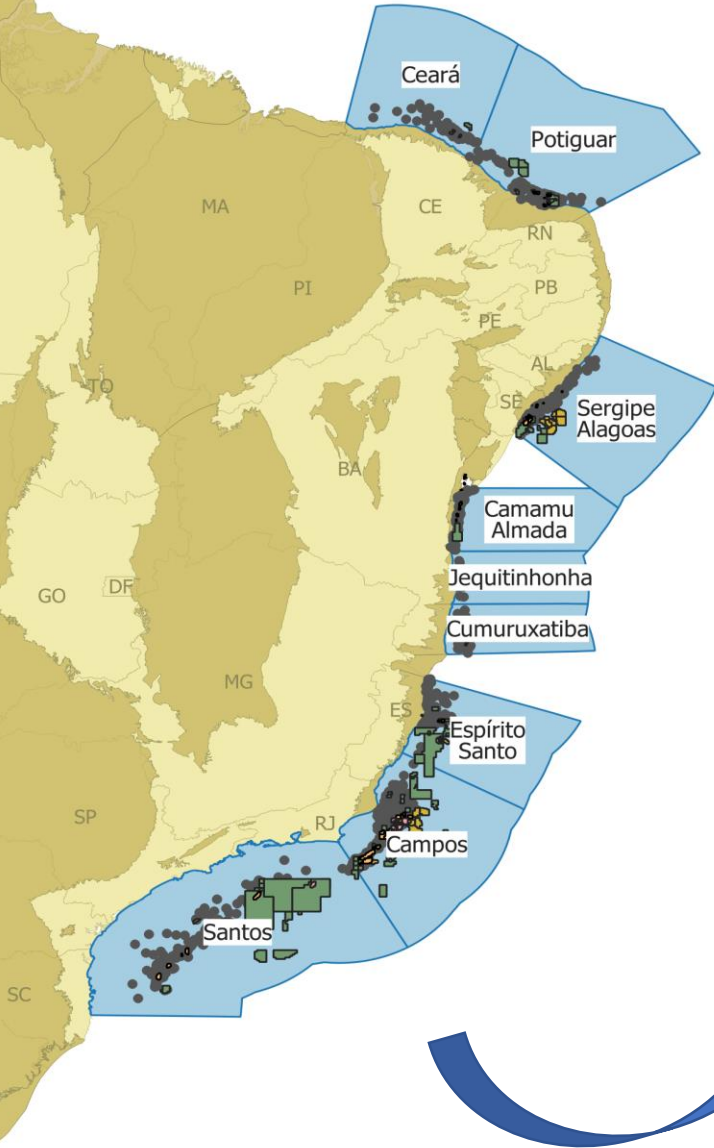 Ceará
Potiguar
MA
CE
RN
PI
PB
PE
AL
TO
SE
Sergipe
Alagoas
BA
Camamu
Almada
Jequitinhonha
GO
DF
Cumuruxatiba
MG
ES
Espírito
Santo
SP
RJ
Campos
Santos
SC